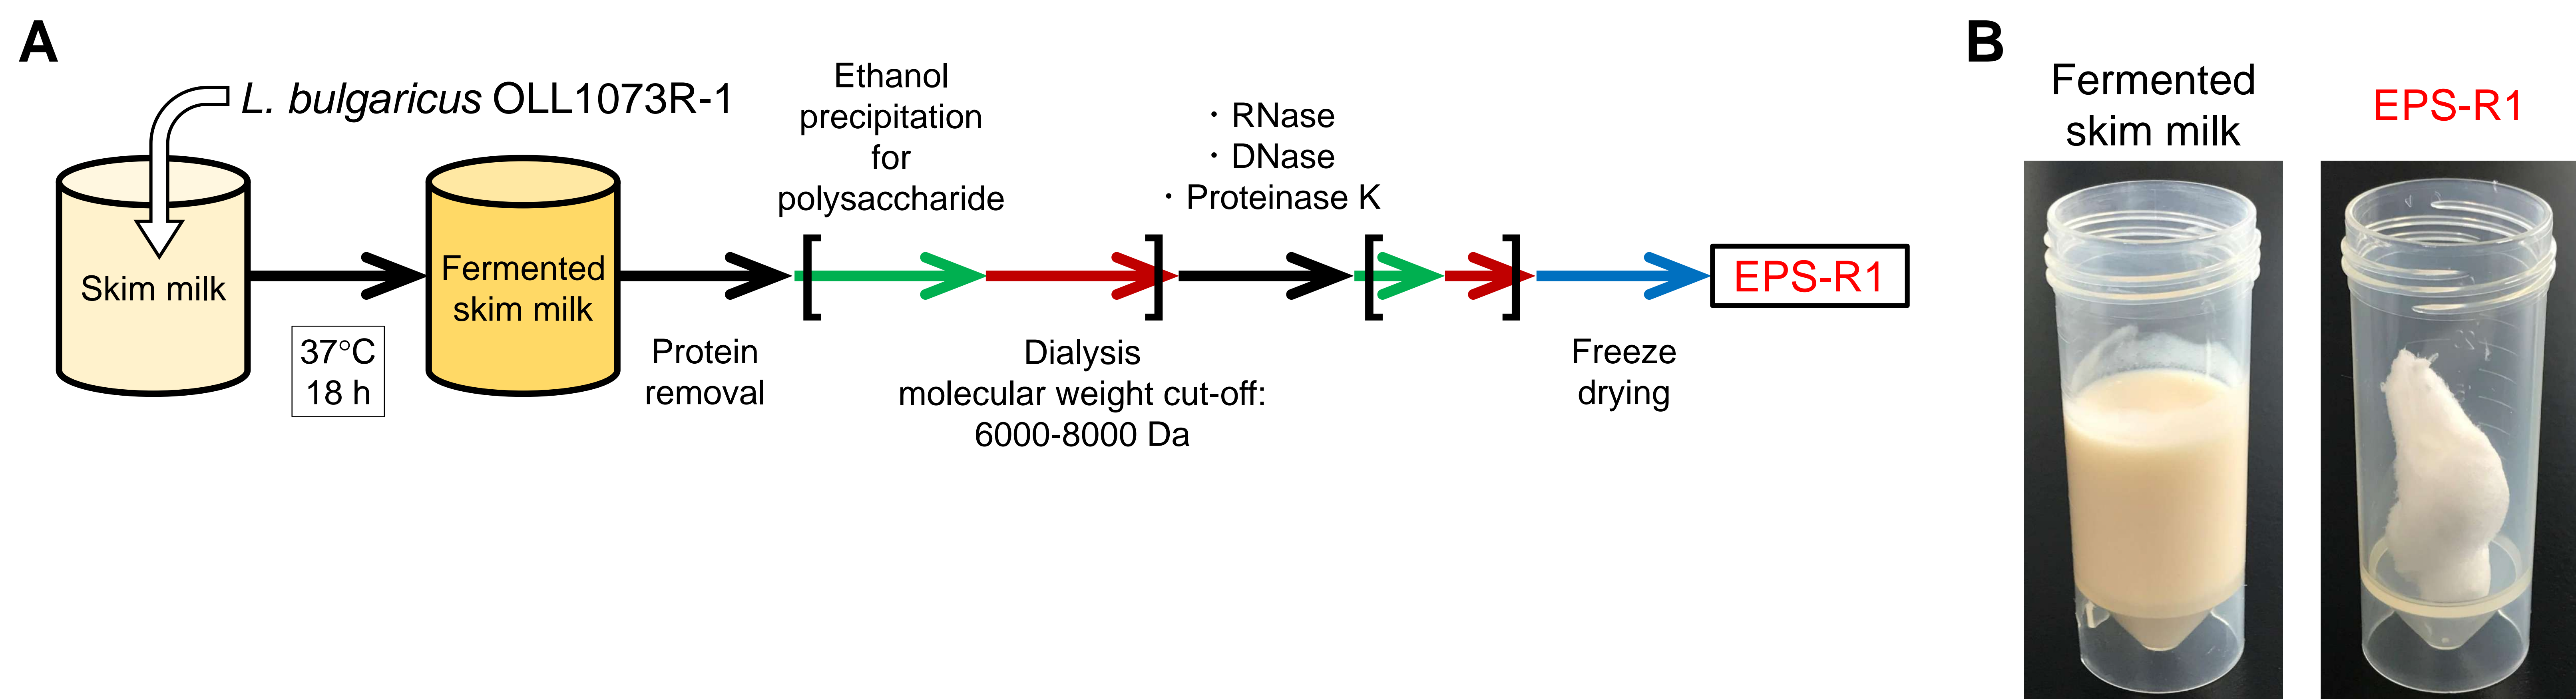 A
L. bulgaricus OLL1073R-1
Skim milk
37°C
18 h
Fermented
skim milk
Protein
removal
Ethanol
precipitation
for
polysaccharide
Dialysis
molecular weight cut-off:
6000-8000 Da
・ RNase
・ DNase
・ Proteinase K
Freeze
drying
EPS-R1
B
Fermented
skim milk
EPS-R1